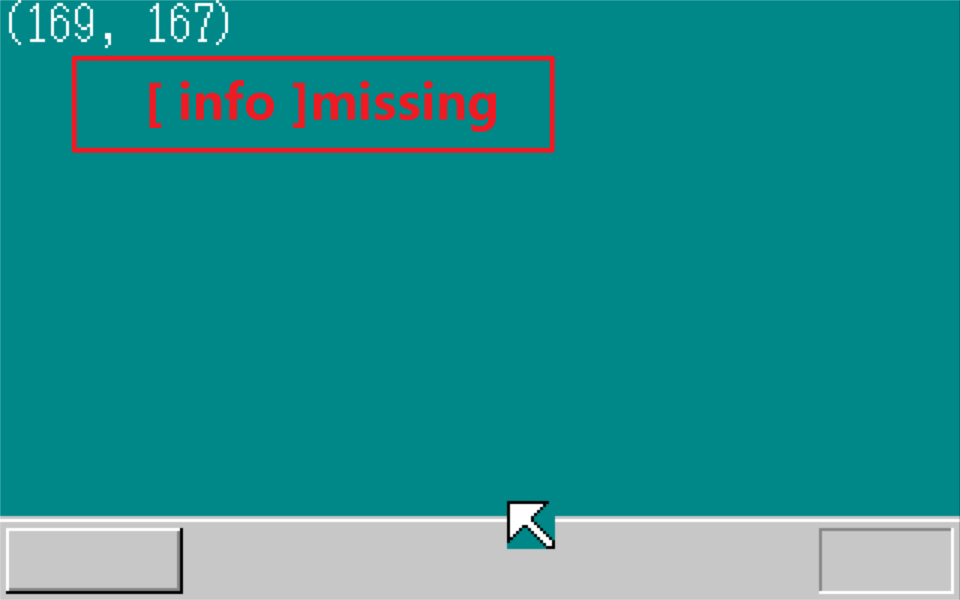 (169, 167)
[ info ]missing